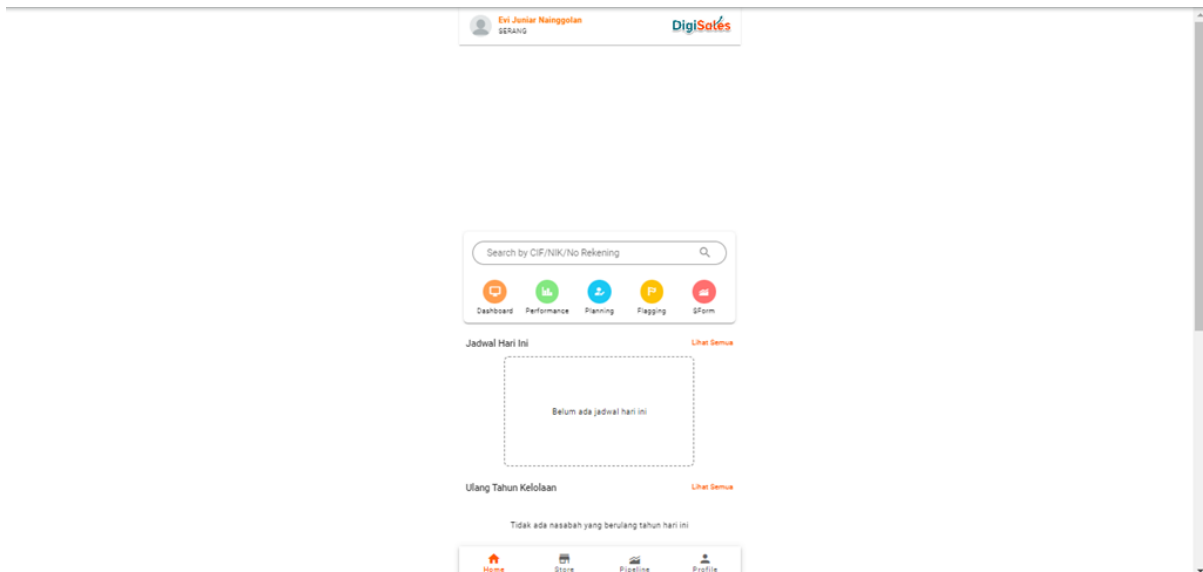 Evi Juniar Nainggolan
SERANG
DigiSales
Search by CIF/NIK/No Rekening
Dashboard Performance Planning Flagging SForm
Jadwal Hari Ini Lihat Semua
Belum ada jadwal hari ini
Ulang Tahun Kelolaan Lihat Semua
Tidak ada nasabah yang berulang tahun hari ini
Home Store Pipeline Profile